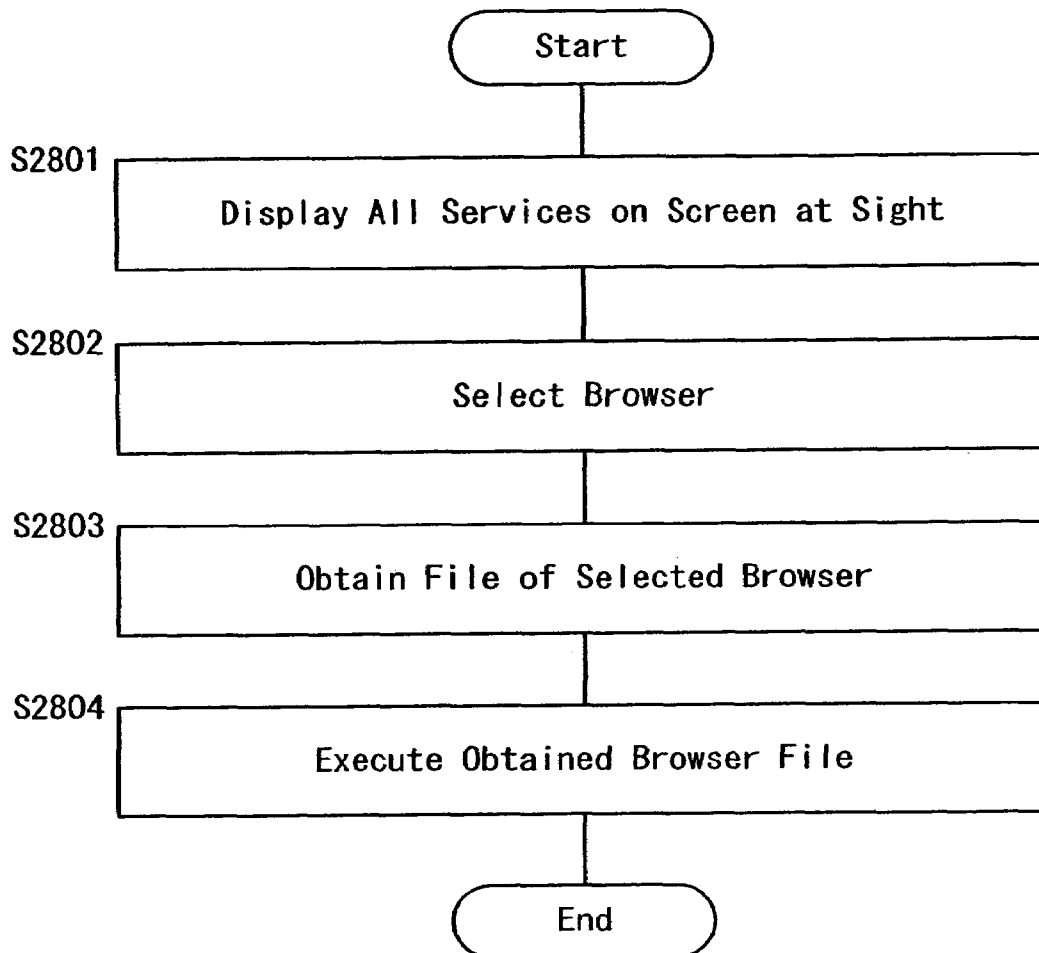 Start
S2801
Display All Services on Screen at Sight
S2802
Select Browser
S2803
Obtain File of Selected Browser
S2804
Execute Obtained Browser File
End